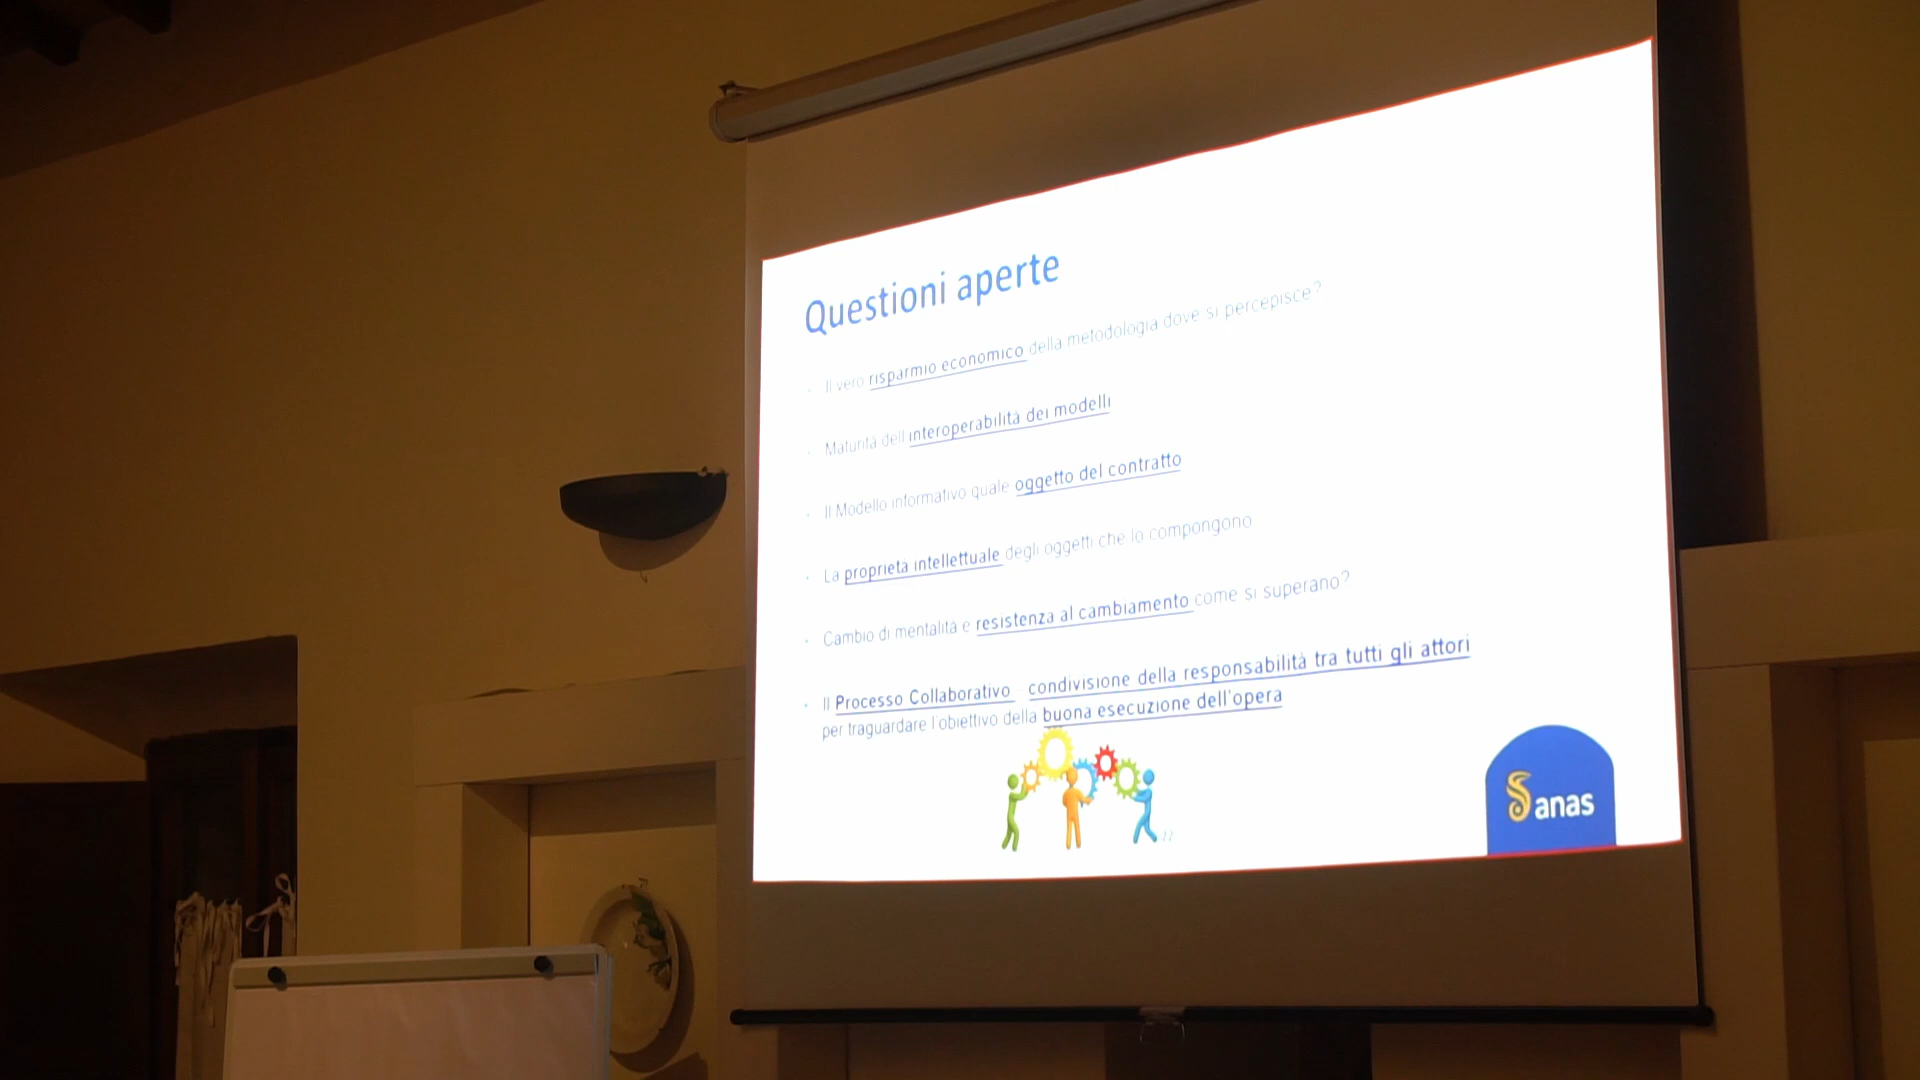 Questioni aperte
Il vero risparmio economico della metodologia dove si percepisce?
Maturità dell'interoperabilità dei modelli
Il Modello informativo quale oggetto del contratto
La proprietà intellettuale degli oggetti che lo compongono
Cambio di mentalità e resistenza al cambiamento come si superano?
Il Processo Collaborativo condivisione della responsabilità tra tutti gli attori
per traguardare l'obiettivo della buona esecuzione dell'opera
22
anas